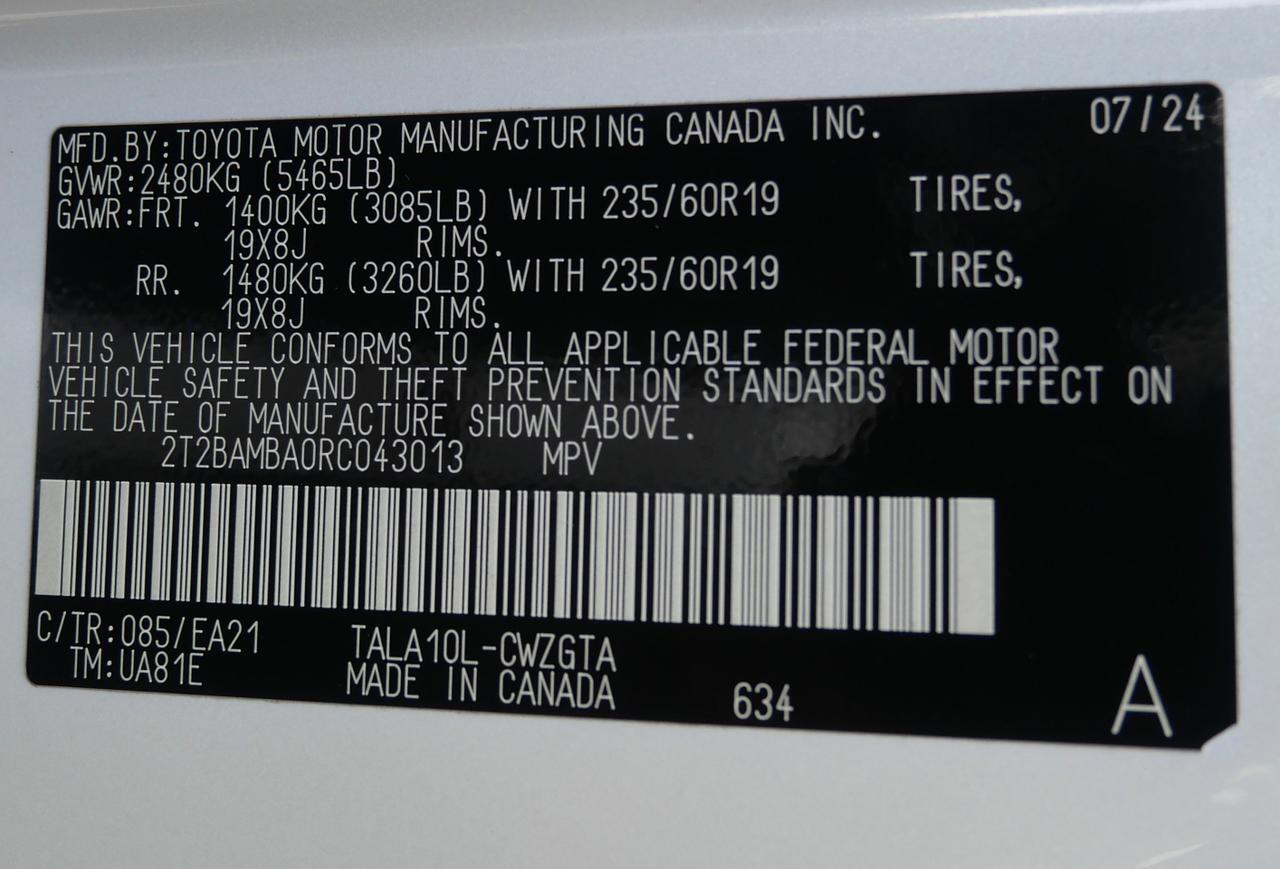 MFD.BY:TOYOTA MOTOR MANUFACTURING CANADA INC. 07/24
GVWR:2480KG (5465LB)
GAWR:FRT. 1400KG (3085LB) WITH 235/60R19 TIRES,
19X8J RIMS.
RR. 1480KG (3260LB) WITH 235/60R19 TIRES,
19X8J RIMS.
THIS VEHICLE CONFORMS TO ALL APPLICABLE FEDERAL MOTOR
VEHICLE SAFETY AND THEFT PREVENTION STANDARDS IN EFFECT ON
THE DATE OF MANUFACTURE SHOWN ABOVE.
2T2BAMBA0RC043013 MPV
C/TR:085/EA21 TALA10L-CWZGTA
TM:UA81E MADE IN CANADA 634 A